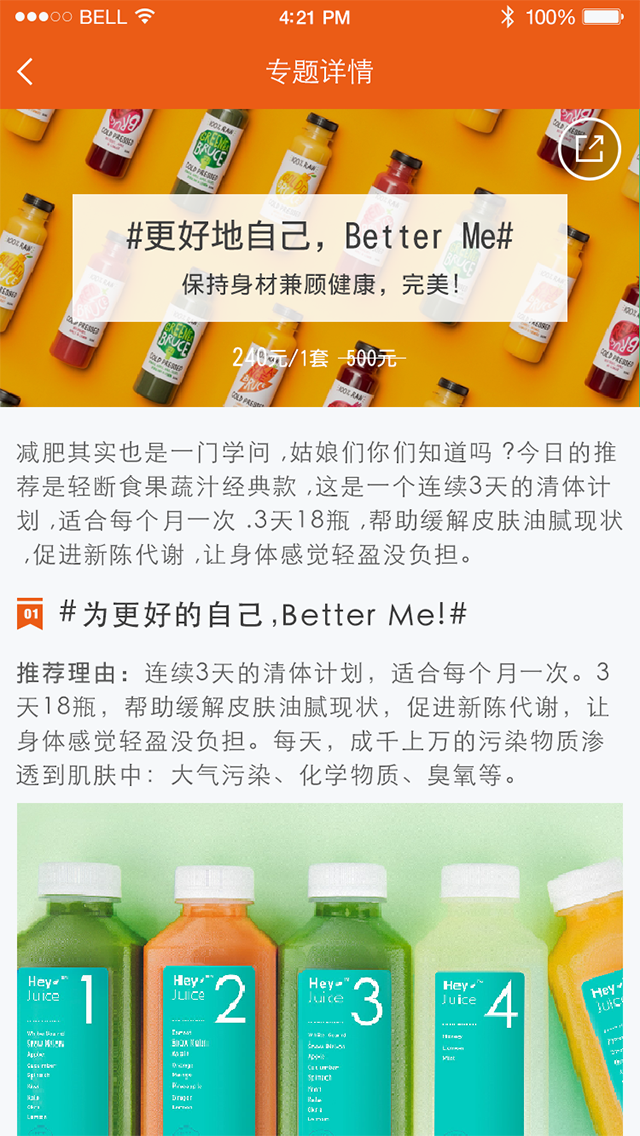 BELL 4:21 PM 100%
专题详情
#更好地自己，Better Me#
保持身材兼顾健康，完美！
240元/1套 500元
减肥其实也是一门学问 ,姑娘们你们知道吗 ?今日的推
荐是轻断食果蔬汁经典款 ,这是一个连续3天的清体计
划 ,适合每个月一次 .3天18瓶 ,帮助缓解皮肤油腻现状
,促进新陈代谢 ,让身体感觉轻盈没负担。
01 #为更好的自己,Better Me!#
推荐理由：连续3天的清体计划，适合每个月一次。3
天18瓶，帮助缓解皮肤油腻现状，促进新陈代谢，让
身体感觉轻盈没负担。每天，成千上万的污染物质渗
透到肌肤中：大气污染、化学物质、臭氧等。
Hey Juice 1
Hey Juice 2
Hey Juice 3
Hey Juice 4
Hey Juice
100% RAW
GREENE BRUCE
COLD PRESSED